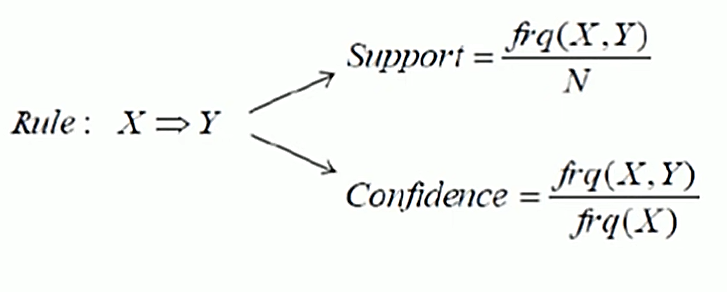 Support = frq(X,Y) / N
Rule: X ⇒ Y
Confidence = frq(X,Y) / frq(X)